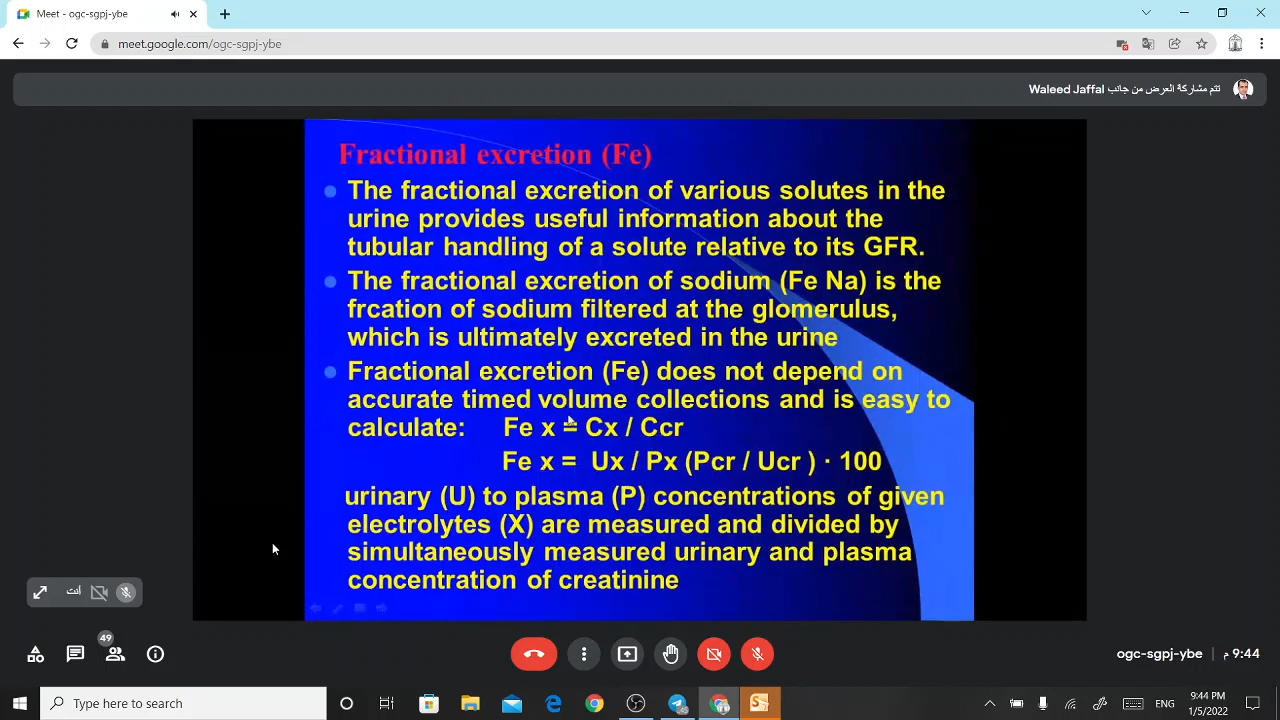 Meet - ogc-sgpj-ybe
meet.google.com/ogc-sgpj-ybe
تتم مشاركة العرض من جانب Waleed Jaffal
Fractional excretion (Fe)
The fractional excretion of various solutes in the
urine provides useful information about the
tubular handling of a solute relative to its GFR.
The fractional excretion of sodium (Fe Na) is the
frcation of sodium filtered at the glomerulus,
which is ultimately excreted in the urine
Fractional excretion (Fe) does not depend on
accurate timed volume collections and is easy to
calculate: Fe x = Cx / Ccr
Fe x = Ux / Px (Pcr / Ucr ) · 100
urinary (U) to plasma (P) concentrations of given
electrolytes (X) are measured and divided by
simultaneously measured urinary and plasma
concentration of creatinine
انت
49
ogc-sgpj-ybe | م 9:44
Type here to search
ENG
9:44 PM
1/5/2022